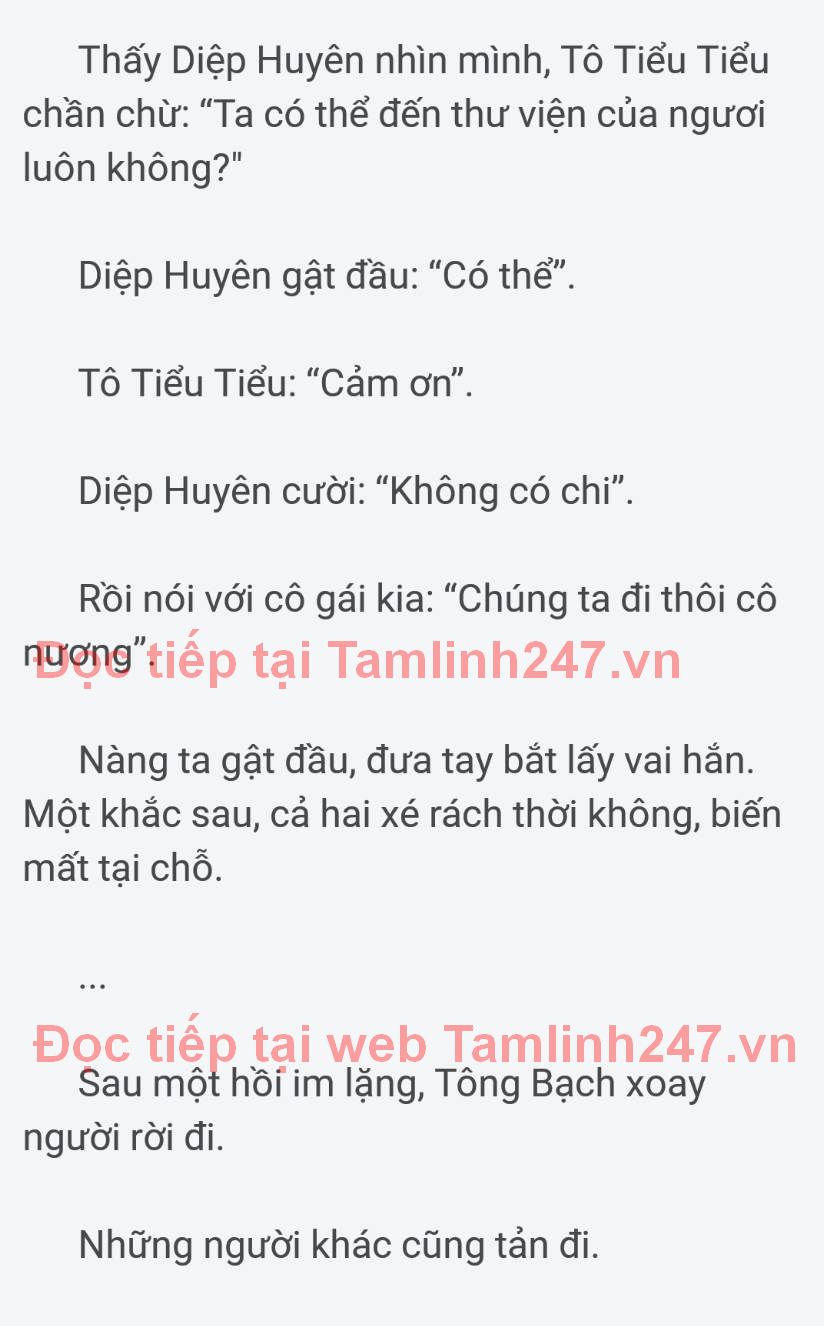 Thấy Diệp Huyên nhìn mình, Tô Tiểu Tiểu
chần chừ: “Ta có thể đến thư viện của ngươi
luôn không?"
Diệp Huyên gật đầu: “Có thể”.
Tô Tiểu Tiểu: “Cảm ơn”.
Diệp Huyên cười: “Không có chi”.
Rồi nói với cô gái kia: “Chúng ta đi thôi cô
nương”.
Đọc tiếp tại Tamlinh247.vn
Nàng ta gật đầu, đưa tay bắt lấy vai hắn.
Một khắc sau, cả hai xé rách thời không, biến
mất tại chỗ.
...
Đọc tiếp tại web Tamlinh247.vn
Sau một hồi im lặng, Tông Bạch xoay
người rời đi.
Những người khác cũng tản đi.